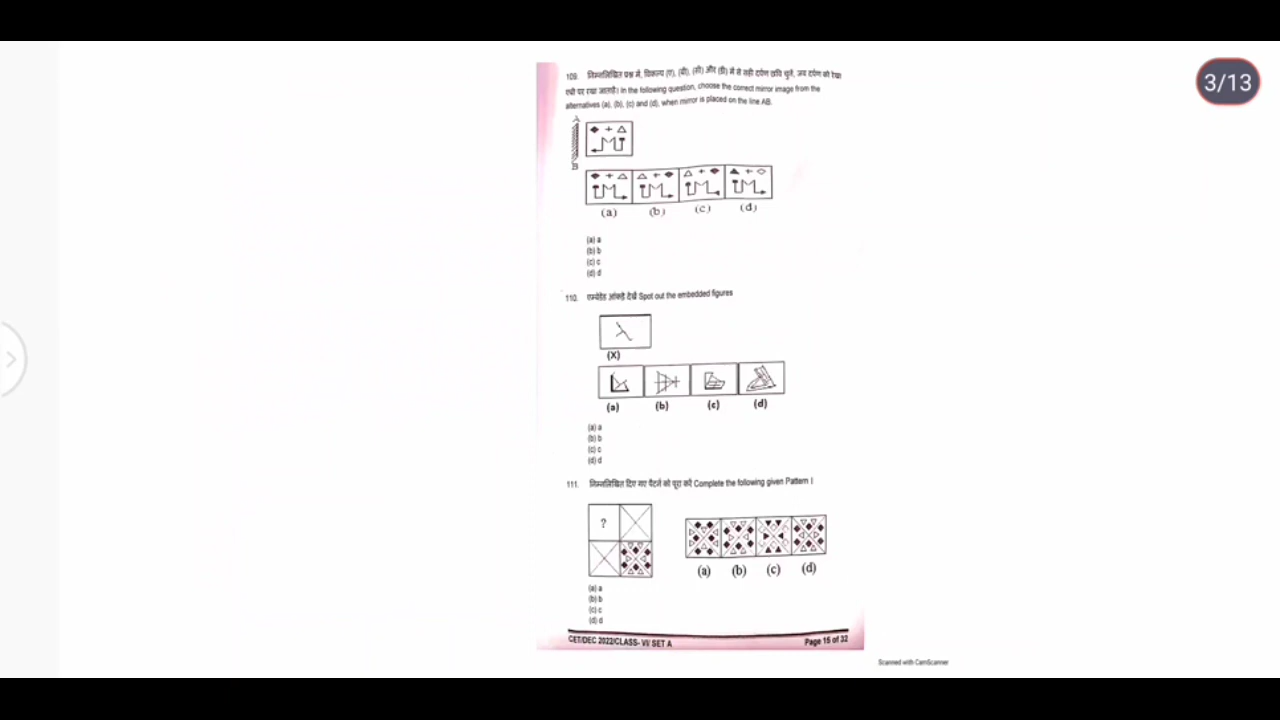 3/13
109. निम्नलिखित प्रश्न में, विकल्प (ए), (बी), (सी) और (डी) में से सही दर्पण छवि चुनें, जब दर्पण को रेखा
एबी पर रखा जाता है। In the following question, choose the correct mirror image from the
alternatives (a), (b), (c) and (d), when mirror is placed on the line AB.
A
B
(a) (b) (c) (d)
(a) a
(b) b
(c) c
(d) d
110. एम्बेडेड आंकड़े देखें Spot out the embedded figures
(X)
(a) (b) (c) (d)
(a) a
(b) b
(c) c
(d) d
111. निम्नलिखित दिए गए पैटर्न को पूरा करें Complete the following given Pattern I
?
(a) (b) (c) (d)
(a) a
(b) b
(c) c
(d) d
CET/DEC 2022/CLASS- VI/ SET A Page 15 of 32
Scanned with CamScanner